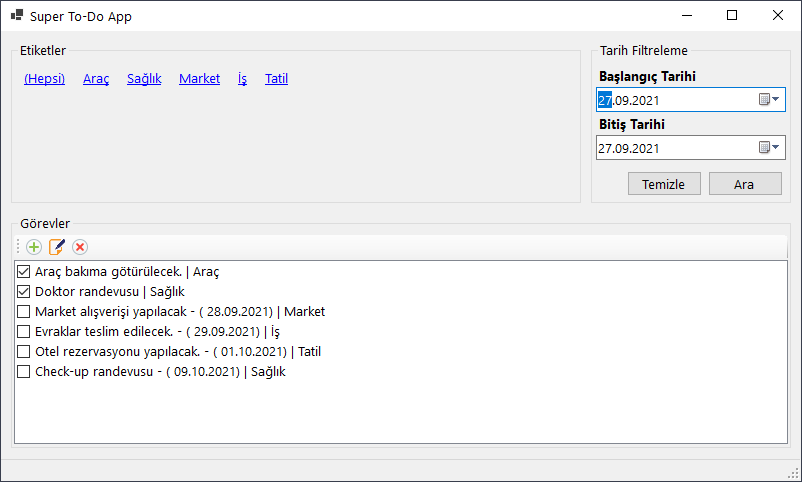 Super To-Do App
Etiketler
(Hepsi) Araç Sağlık Market İş Tatil
Tarih Filtreleme
Başlangıç Tarihi
27.09.2021
Bitiş Tarihi
27.09.2021
Temizle Ara
Görevler
Araç bakıma götürülecek. | Araç
Doktor randevusu | Sağlık
Market alışverişi yapılacak - ( 28.09.2021) | Market
Evraklar teslim edilecek. - ( 29.09.2021) | İş
Otel rezervasyonu yapılacak. - ( 01.10.2021) | Tatil
Check-up randevusu - ( 09.10.2021) | Sağlık